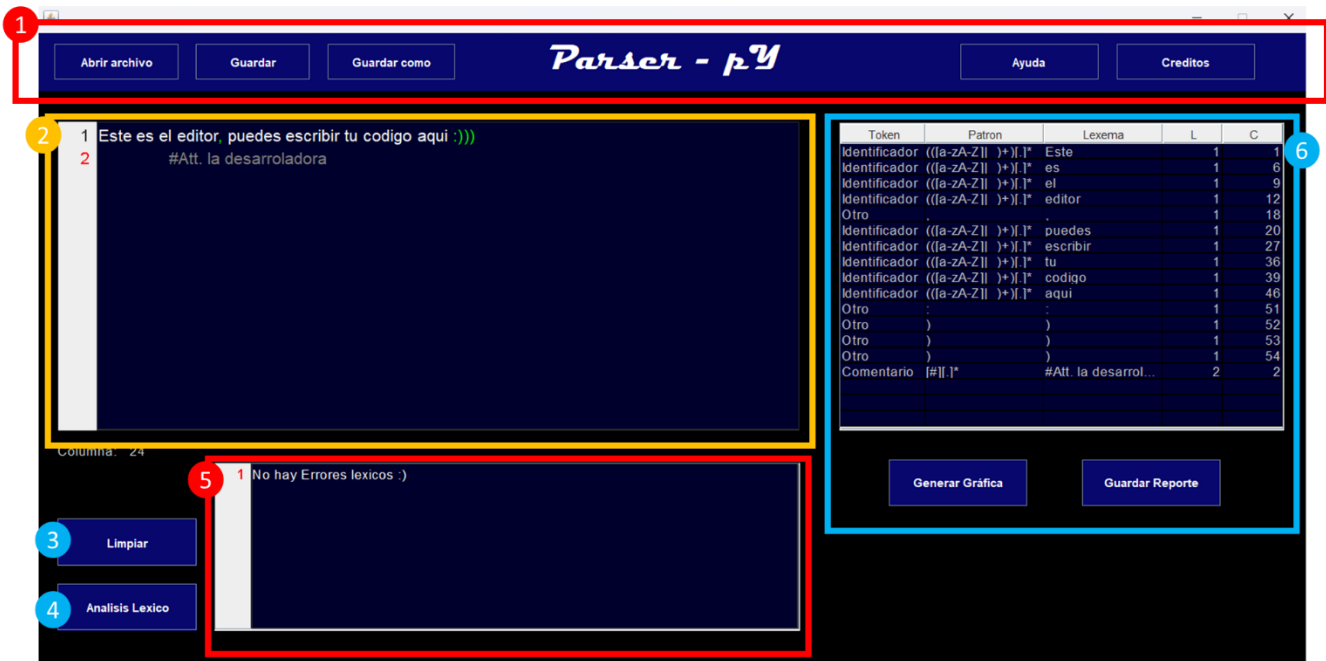 1
Abrir archivo Guardar Guardar como Parser - pY Ayuda Creditos
2
1 Este es el editor, puedes escribir tu codigo aqui :)))
2 #Att. la desarroladora
Columna: 24
6
Token Patron Lexema L C
Identificador (([a-zA-Z]| )+)[.]* Este 1 1
Identificador (([a-zA-Z]| )+)[.]* es 1 6
Identificador (([a-zA-Z]| )+)[.]* el 1 9
Identificador (([a-zA-Z]| )+)[.]* editor 1 12
Otro , , 1 18
Identificador (([a-zA-Z]| )+)[.]* puedes 1 20
Identificador (([a-zA-Z]| )+)[.]* escribir 1 27
Identificador (([a-zA-Z]| )+)[.]* tu 1 36
Identificador (([a-zA-Z]| )+)[.]* codigo 1 39
Identificador (([a-zA-Z]| )+)[.]* aqui 1 46
Otro : : 1 51
Otro ) ) 1 52
Otro ) ) 1 53
Otro ) ) 1 54
Comentario [#][.]* #Att. la desarrol... 2 2
Generar Gráfica Guardar Reporte
5
1 No hay Errores lexicos :)
3 Limpiar
4 Analisis Lexico